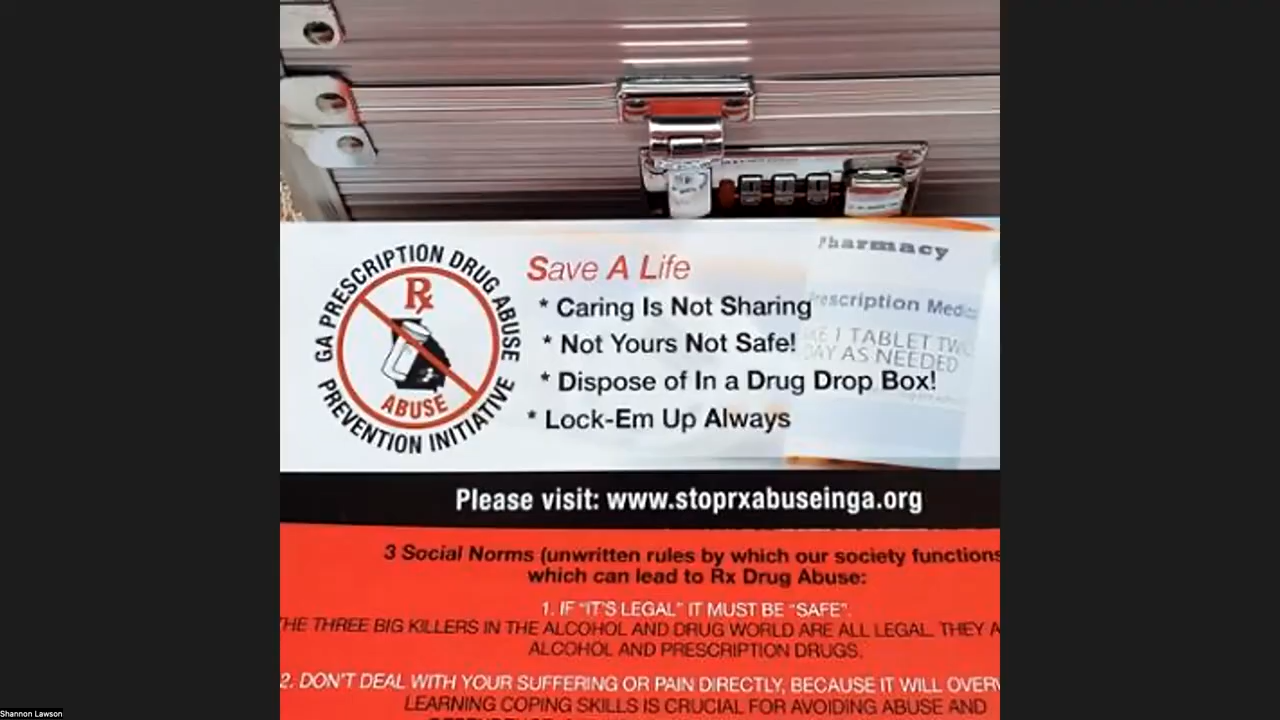 GA PRESCRIPTION DRUG ABUSE
PREVENTION INITIATIVE
Rx
ABUSE
Save A Life
* Caring Is Not Sharing
* Not Yours Not Safe!
* Dispose of In a Drug Drop Box!
* Lock-Em Up Always
Pharmacy
Prescription Medic
1 TABLET
AS NEEDED
Please visit: www.stoprxabuseinga.org
3 Social Norms (unwritten rules by which our society functions
which can lead to Rx Drug Abuse:
1. IF "IT'S LEGAL" IT MUST BE "SAFE".
THE THREE BIG KILLERS IN THE ALCOHOL AND DRUG WORLD ARE ALL LEGAL. THEY A
ALCOHOL AND PRESCRIPTION DRUGS.
2. DON'T DEAL WITH YOUR SUFFERING OR PAIN DIRECTLY, BECAUSE IT WILL OVERW
LEARNING COPING SKILLS IS CRUCIAL FOR AVOIDING ABUSE AND
Shannon Lawson